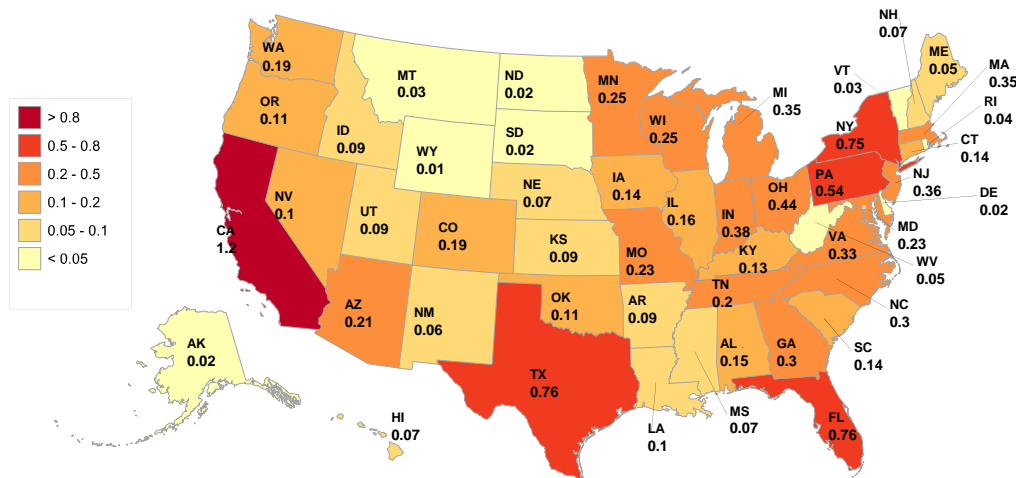 > 0.8
0.5 - 0.8
0.2 - 0.5
0.1 - 0.2
0.05 - 0.1
< 0.05
WA
0.19
OR
0.11
CA
1.2
ID
0.09
NV
0.1
MT
0.03
WY
0.01
UT
0.09
CO
0.19
AZ
0.21
NM
0.06
ND
0.02
SD
0.02
NE
0.07
KS
0.09
OK
0.11
TX
0.76
MN
0.25
IA
0.14
MO
0.23
AR
0.09
LA
0.1
WI
0.25
IL
0.16
MI
0.35
IN
0.38
OH
0.44
KY
0.13
TN
0.2
MS
0.07
AL
0.15
GA
0.3
FL
0.76
SC
0.14
NC
0.3
VA
0.33
WV
0.05
MD
0.23
DE
0.02
NJ
0.36
PA
0.54
NY
0.75
CT
0.14
RI
0.04
MA
0.35
VT
0.03
NH
0.07
ME
0.05
AK
0.02
HI
0.07